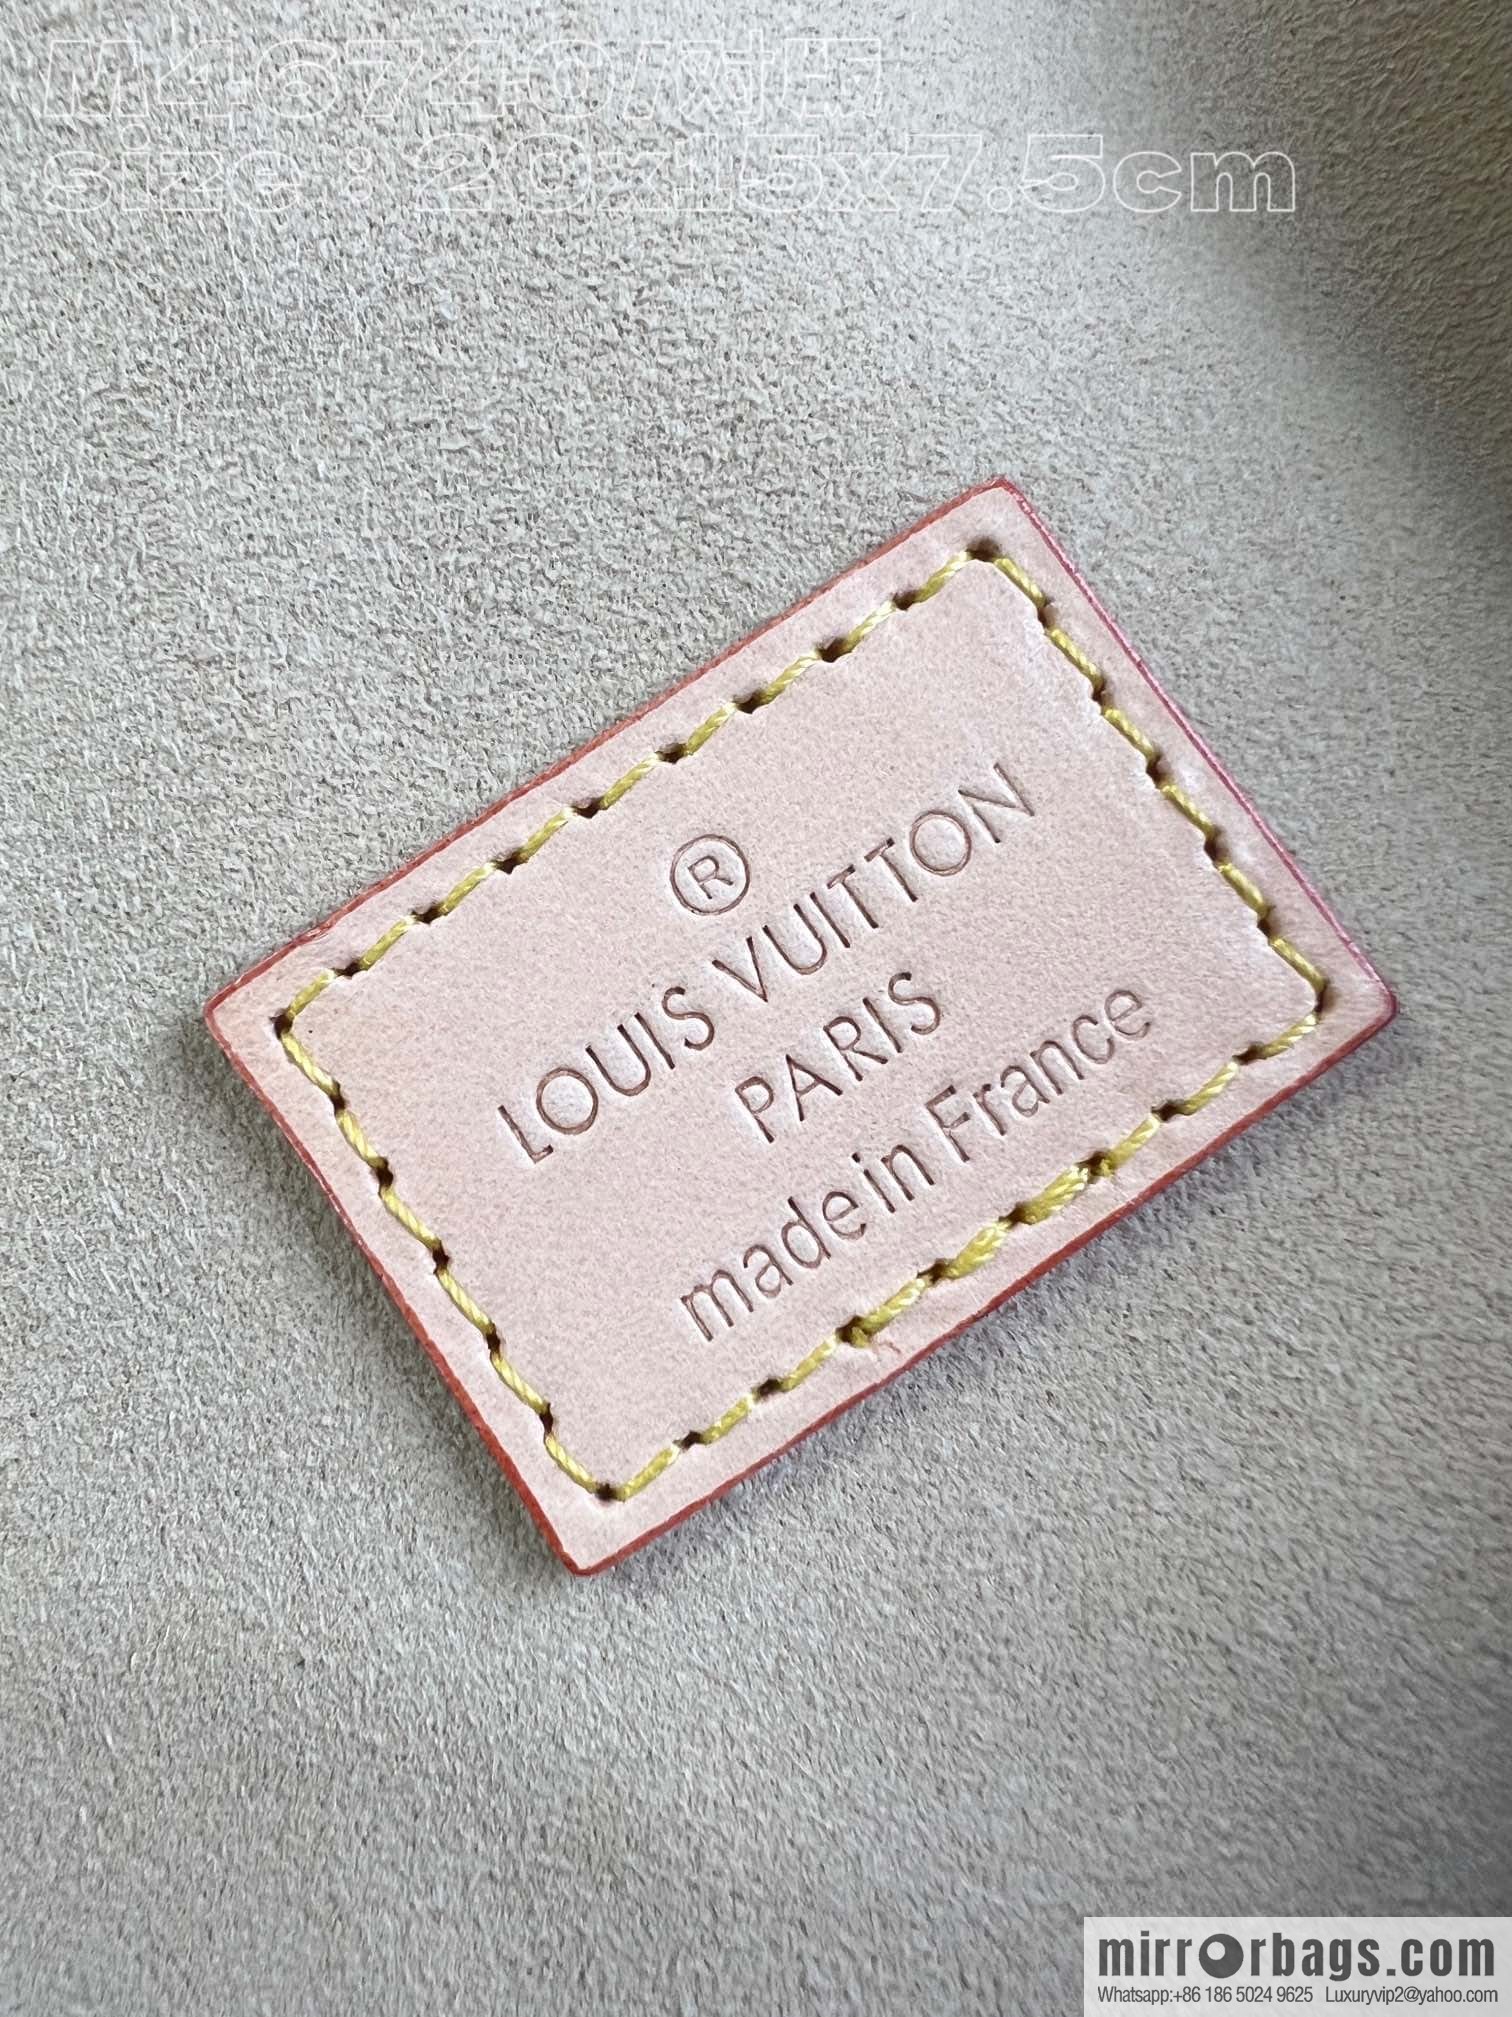 M46740/对版
size：20x15x7.5cm
®
LOUIS VUITTON
PARIS
made in France
mirrorbags.com
Whatsapp:+86 186 5024 9625 Luxuryvip2@yahoo.com